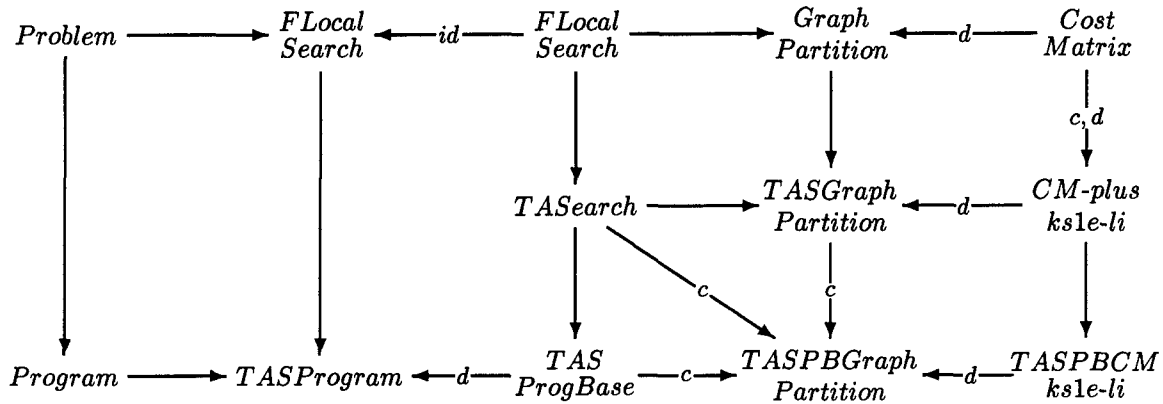 Problem
FLocal
Search
id
FLocal
Search
Graph
Partition
d
Cost
Matrix
c, d
TASearch
TASGraph
Partition
d
CM-plus
ks1e-li
c
c
Program
TASProgram
d
TAS
ProgBase
c
TASPBGraph
Partition
d
TASPBCM
ks1e-li